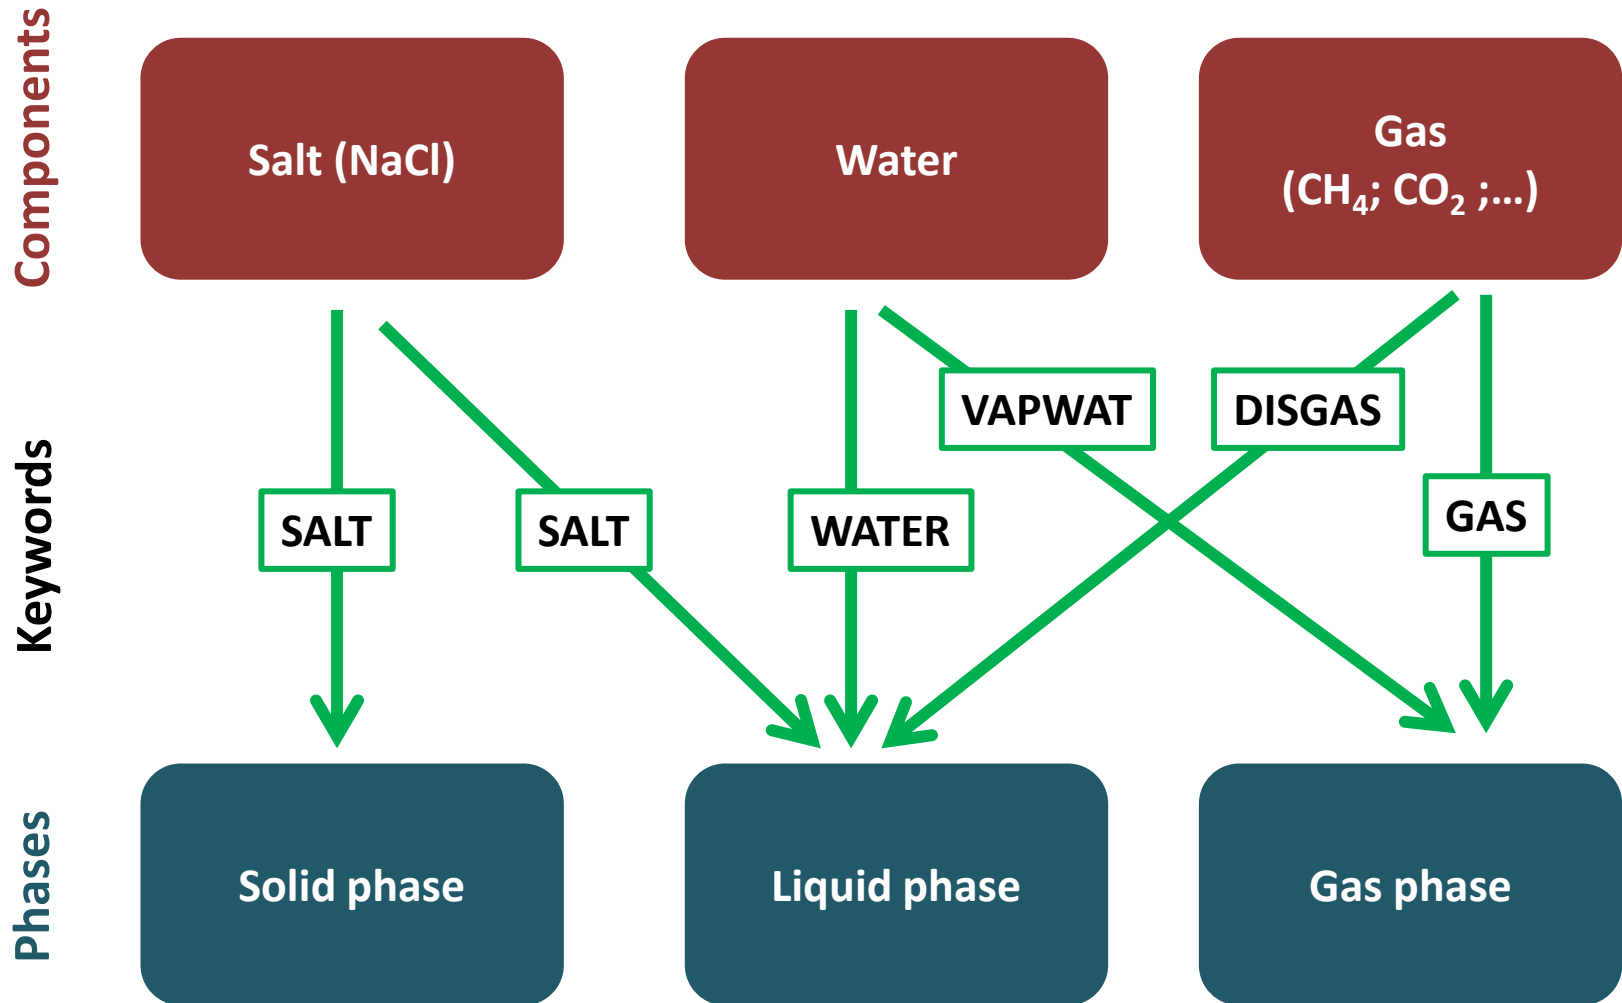 Components
Salt (NaCl)
Water
Gas
(CH₄; CO₂ ;...)
Keywords
VAPWAT
DISGAS
SALT
SALT
WATER
GAS
Phases
Solid phase
Liquid phase
Gas phase